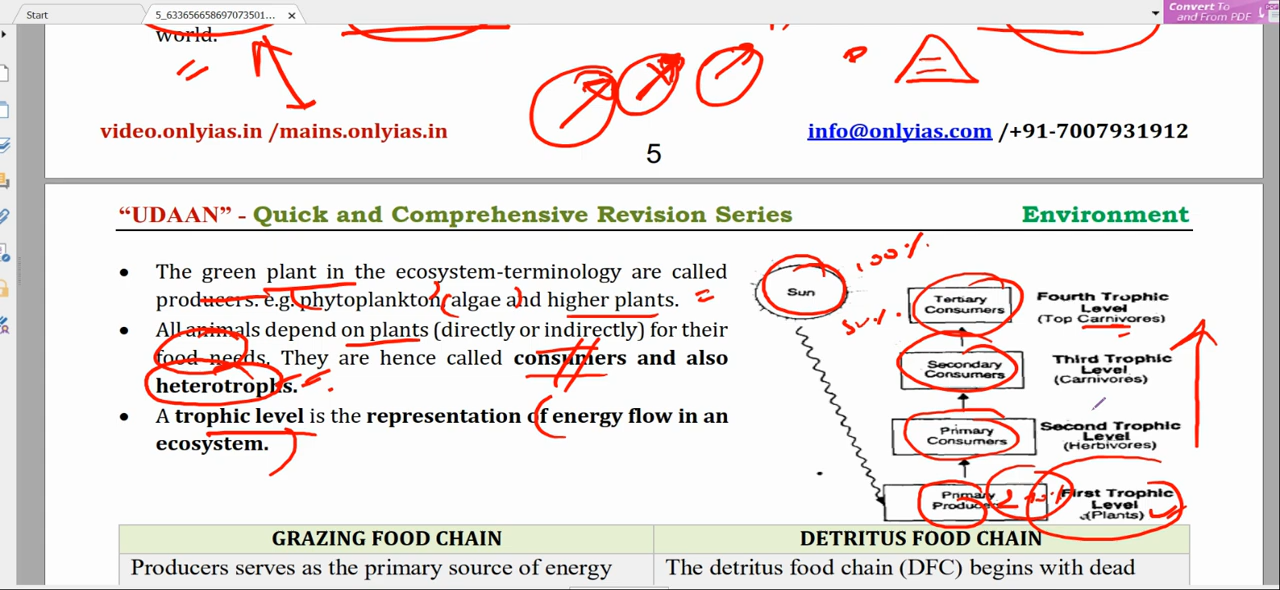 Start
5_633656658697073501...
Convert To
and From PDF
world.
video.onlyias.in /mains.onlyias.in
info@onlyias.com /+91-7007931912
5
“UDAAN” - Quick and Comprehensive Revision Series
Environment
• The green plant in the ecosystem-terminology are called
producers. e.g. phytoplankton (algae and higher plants.
• All animals depend on plants (directly or indirectly) for their
food needs. They are hence called consumers and also
heterotrophs.
• A trophic level is the representation of energy flow in an
ecosystem.
Sun
100%
Tertiary
Consumers
Fourth Trophic
Level
(Top Carnivores)
Secondary
Consumers
Third Trophic
Level
(Carnivores)
Primary
Consumers
Second Trophic
Level
(Herbivores)
Primary
Producers
First Trophic
Level
(Plants)
GRAZING FOOD CHAIN
DETRITUS FOOD CHAIN
Producers serves as the primary source of energy
The detritus food chain (DFC) begins with dead